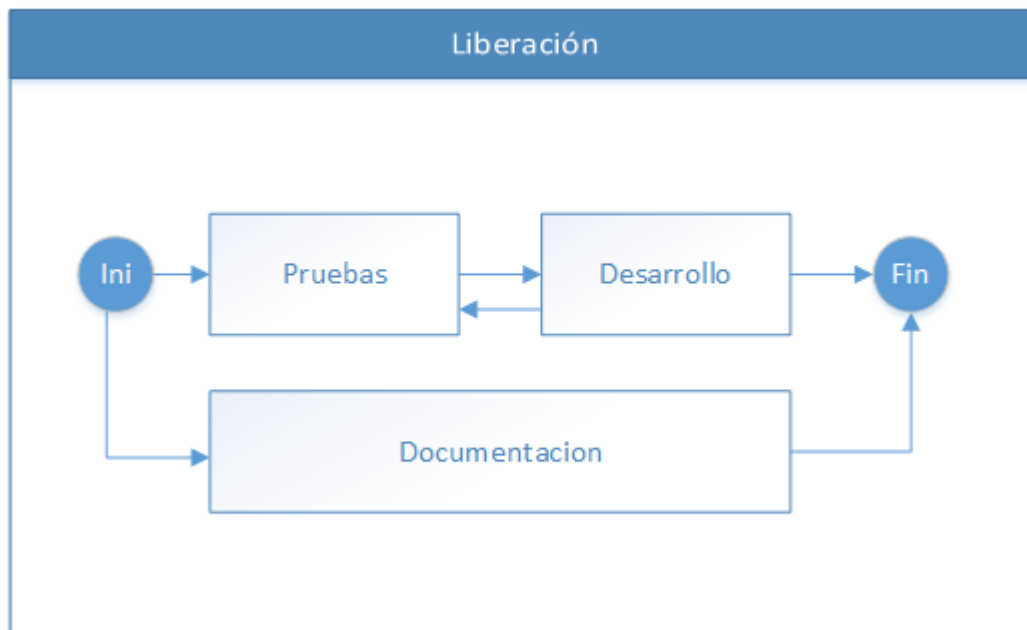 Liberación
Ini
Pruebas
Desarrollo
Fin
Documentacion